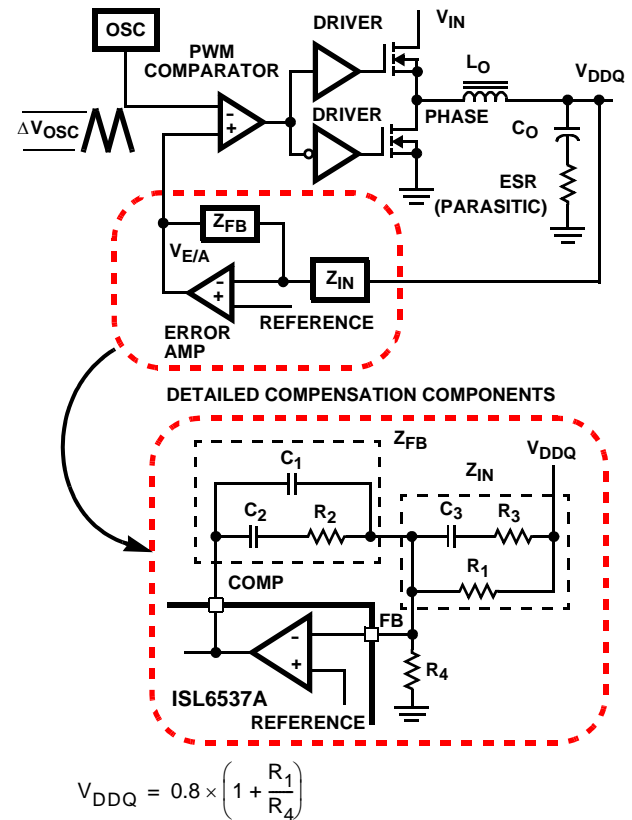 OSC
PWM
COMPARATOR
DRIVER
V_IN
L_O
V_DDQ
ΔV_OSC
-
+
DRIVER
PHASE
C_O
ESR
(PARASITIC)
Z_FB
V_E/A
-
+
Z_IN
REFERENCE
ERROR
AMP
DETAILED COMPENSATION COMPONENTS
Z_FB
V_DDQ
C_1
Z_IN
C_2
R_2
C_3
R_3
R_1
COMP
FB
-
+
R_4
ISL6537A
REFERENCE
V_DDQ = 0.8 × (1 + R_1/R_4)